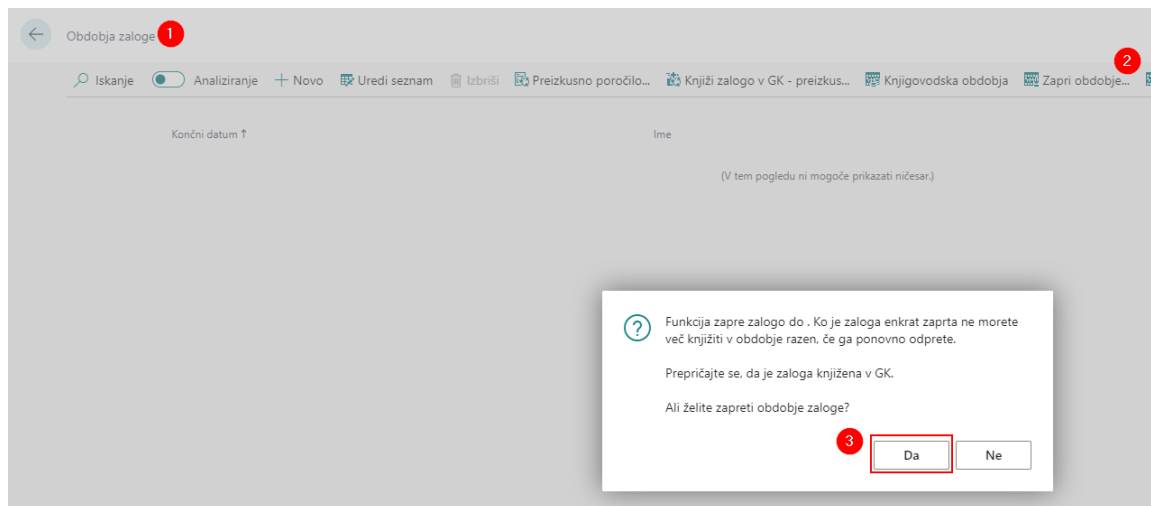 Obdobja zaloge 1
2
Iskanje Analiziranje Novo Uredi seznam Izbriši Preizkusno poročilo... Knjiži zalogo v GK - preizkus... Knjigovodska obdobja Zapri obdobje...
Končni datum ↑ Ime
(V tem pogledu ni mogoče prikazati ničesar.)
Funkcija zapre zalogo do . Ko je zaloga enkrat zaprta ne morete
več knjižiti v obdobje razen, če ga ponovno odprete.
Prepričajte se, da je zaloga knjižena v GK.
Ali želite zapreti obdobje zaloge?
3
Da Ne